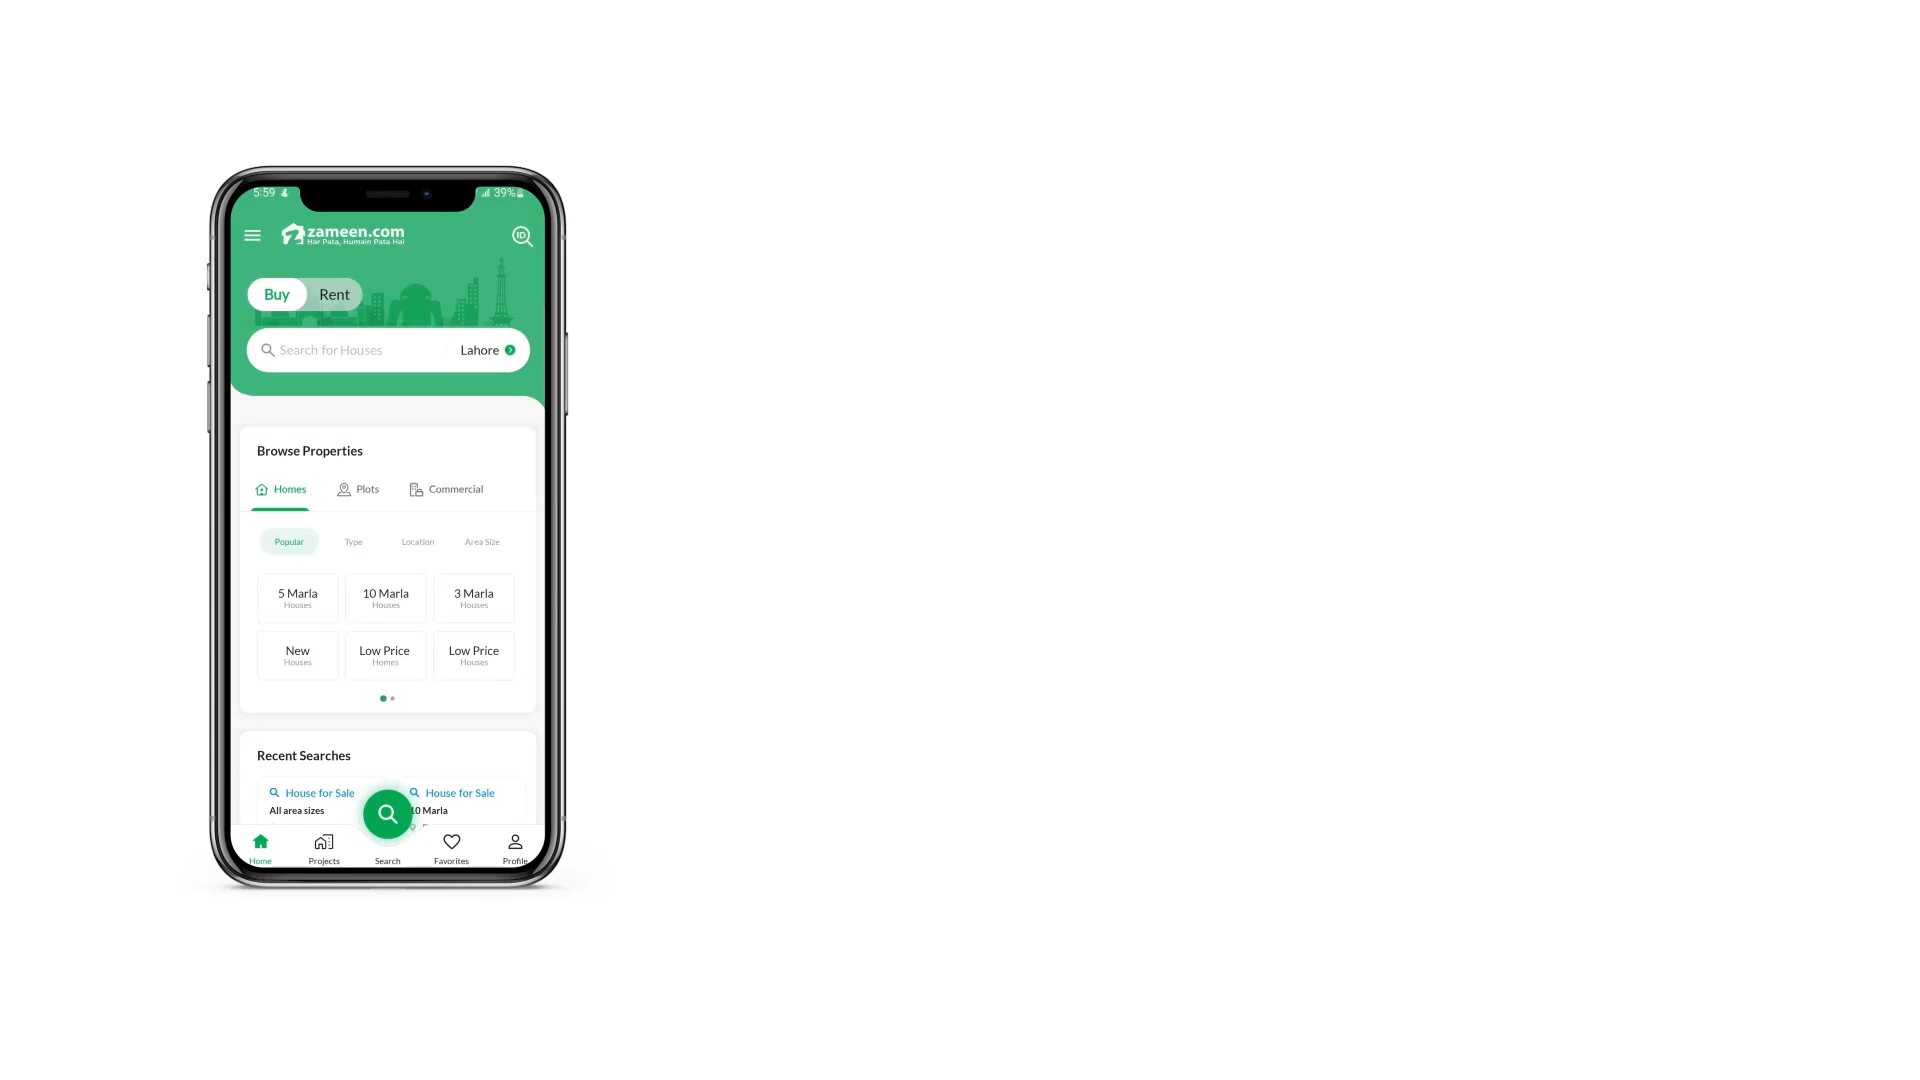 5:59
39%
zameen.com
Har Pata, Humain Pata Hai
ID
Buy Rent
Search for Houses Lahore
Browse Properties
Homes Plots Commercial
Popular Type Location Area Size
5 Marla 10 Marla 3 Marla
Houses Houses Houses
New Low Price Low Price
Houses Homes Houses
Recent Searches
House for Sale House for Sale
All area sizes 10 Marla
Home Projects Search Favorites Profile